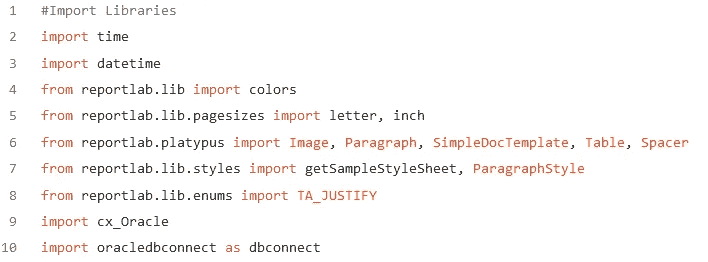 1 #Import Libraries
2 import time
3 import datetime
4 from reportlab.lib import colors
5 from reportlab.lib.pagesizes import letter, inch
6 from reportlab.platypus import Image, Paragraph, SimpleDocTemplate, Table, Spacer
7 from reportlab.lib.styles import getSampleStyleSheet, ParagraphStyle
8 from reportlab.lib.enums import TA_JUSTIFY
9 import cx_Oracle
10 import oracledbconnect as dbconnect